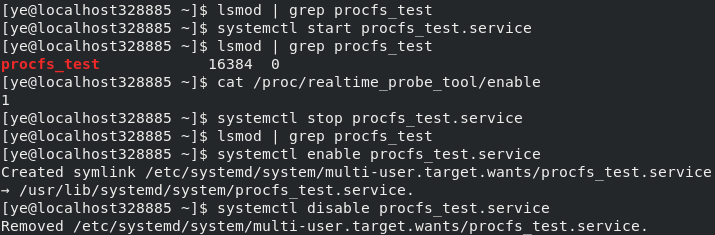 [ye@localhost328885 ~]$ lsmod | grep procfs_test
[ye@localhost328885 ~]$ systemctl start procfs_test.service
[ye@localhost328885 ~]$ lsmod | grep procfs_test
procfs_test            16384  0
[ye@localhost328885 ~]$ cat /proc/realtime_probe_tool/enable
1
[ye@localhost328885 ~]$ systemctl stop procfs_test.service
[ye@localhost328885 ~]$ lsmod | grep procfs_test
[ye@localhost328885 ~]$ systemctl enable procfs_test.service
Created symlink /etc/systemd/system/multi-user.target.wants/procfs_test.service
→ /usr/lib/systemd/system/procfs_test.service.
[ye@localhost328885 ~]$ systemctl disable procfs_test.service
Removed /etc/systemd/system/multi-user.target.wants/procfs_test.service.